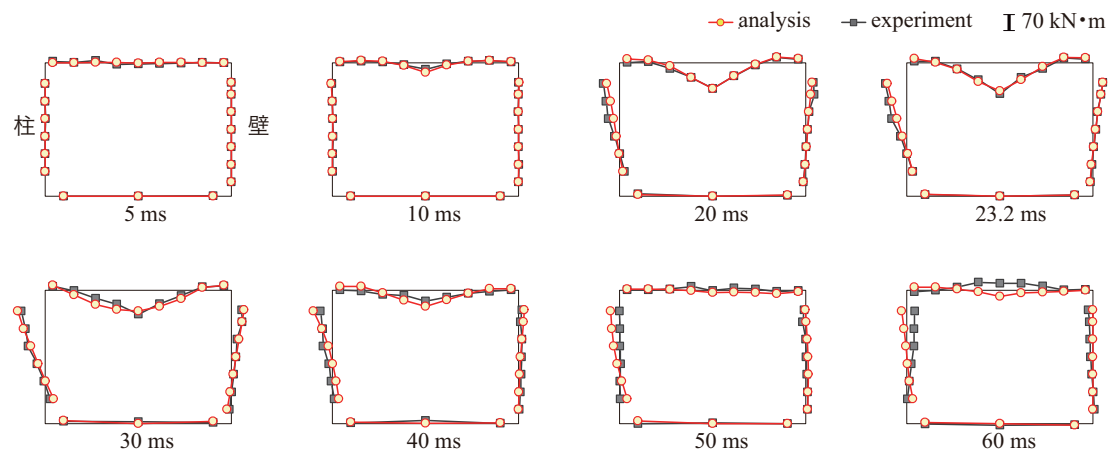 analysis experiment 70 kN•m
柱 壁
5 ms 10 ms 20 ms 23.2 ms
30 ms 40 ms 50 ms 60 ms